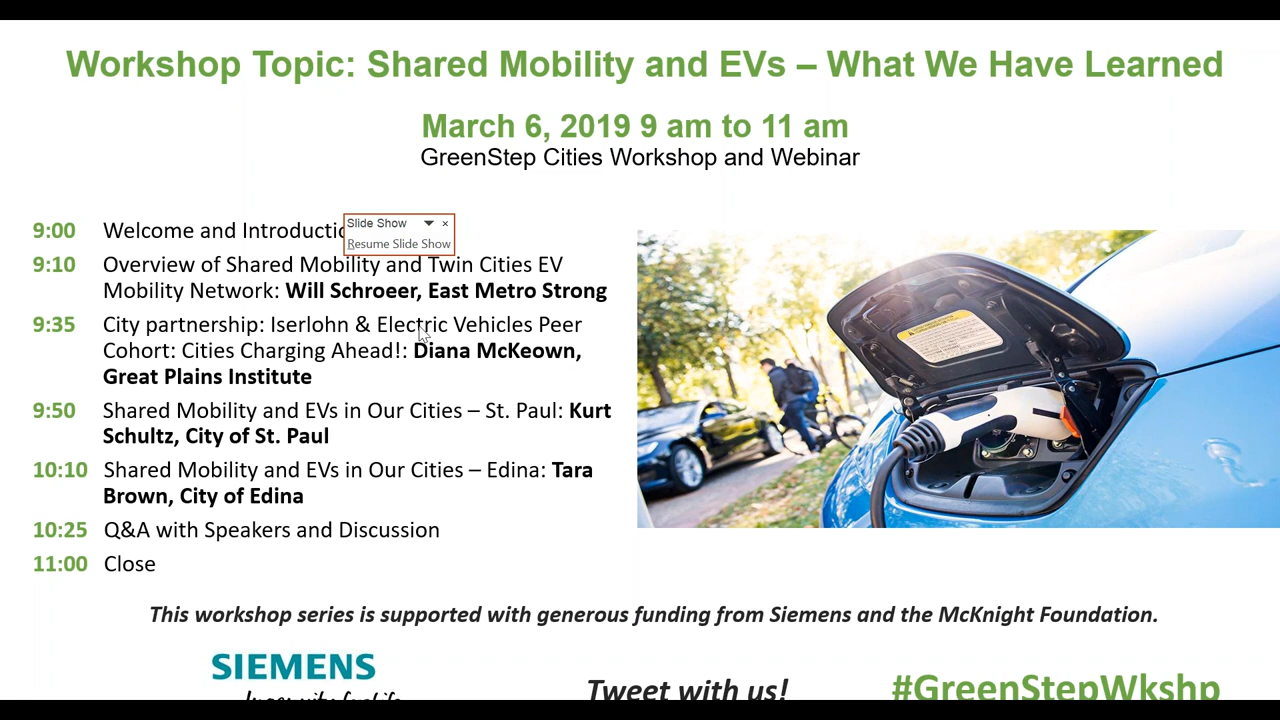 Workshop Topic: Shared Mobility and EVs – What We Have Learned
March 6, 2019 9 am to 11 am
GreenStep Cities Workshop and Webinar
9:00 Welcome and Introductio
Slide Show
Resume Slide Show
9:10 Overview of Shared Mobility and Twin Cities EV
Mobility Network: Will Schroeer, East Metro Strong
9:35 City partnership: Iserlohn & Electric Vehicles Peer
Cohort: Cities Charging Ahead!: Diana McKeown,
Great Plains Institute
9:50 Shared Mobility and EVs in Our Cities – St. Paul: Kurt
Schultz, City of St. Paul
10:10 Shared Mobility and EVs in Our Cities – Edina: Tara
Brown, City of Edina
10:25 Q&A with Speakers and Discussion
11:00 Close
This workshop series is supported with generous funding from Siemens and the McKnight Foundation.
SIEMENS
Ingenuity for life
Tweet with us!
#GreenStepWkshp